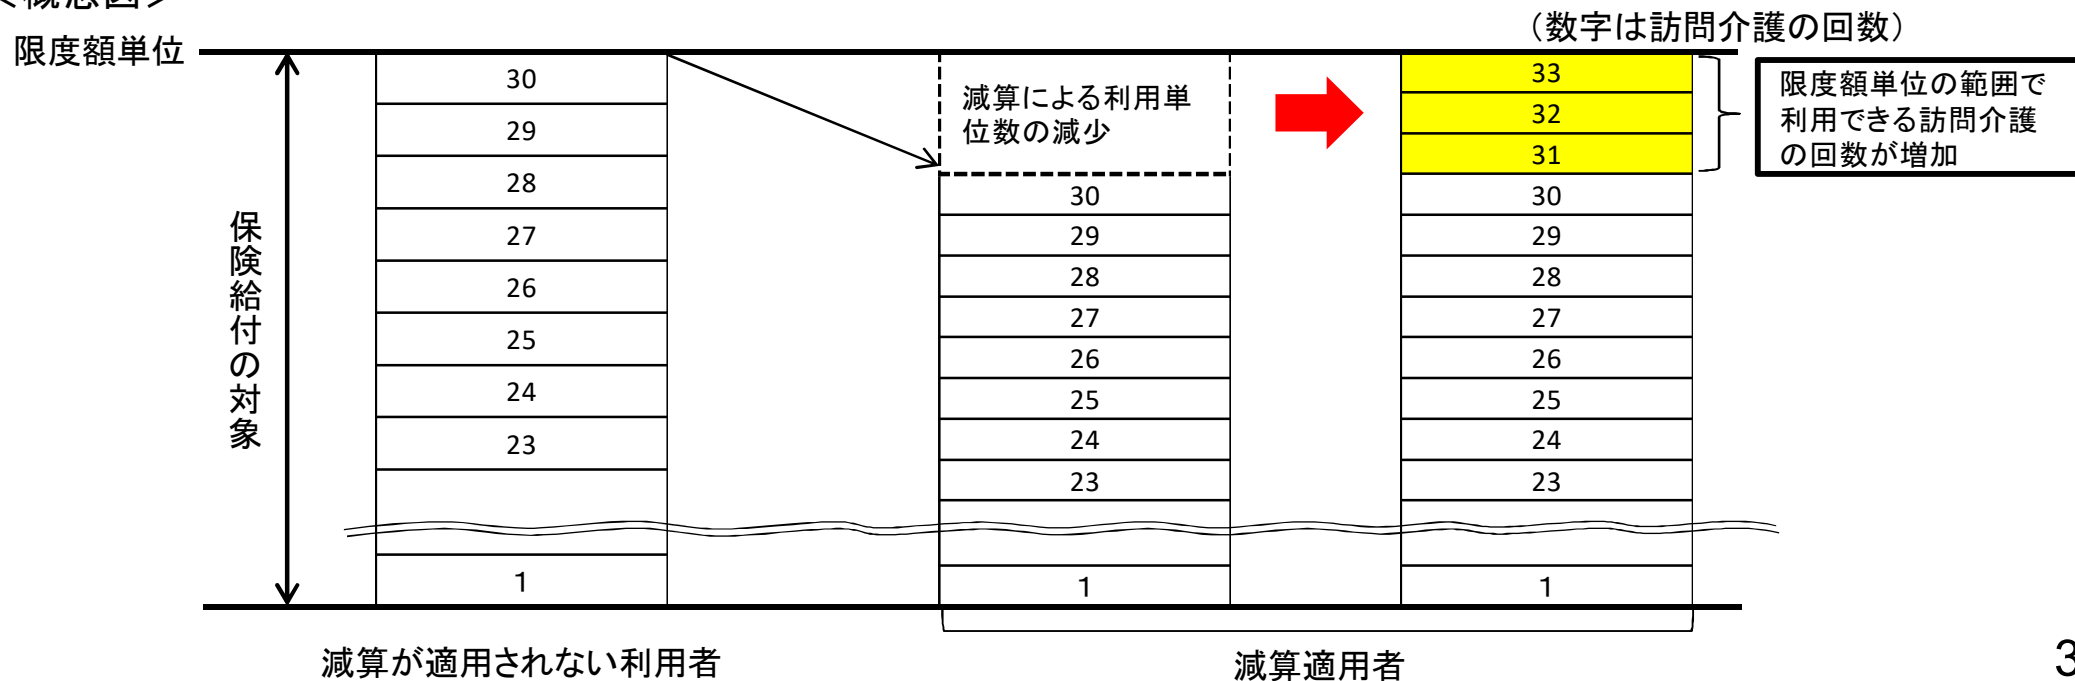 <概念図>
(数字は訪問介護の回数)
限度額単位
保険給付の対象
30
29
28
27
26
25
24
23
1
減算による利用単
位数の減少
30
29
28
27
26
25
24
23
1
33
32
31
30
29
28
27
26
25
24
23
1
限度額単位の範囲で
利用できる訪問介護
の回数が増加
減算が適用されない利用者
減算適用者
3